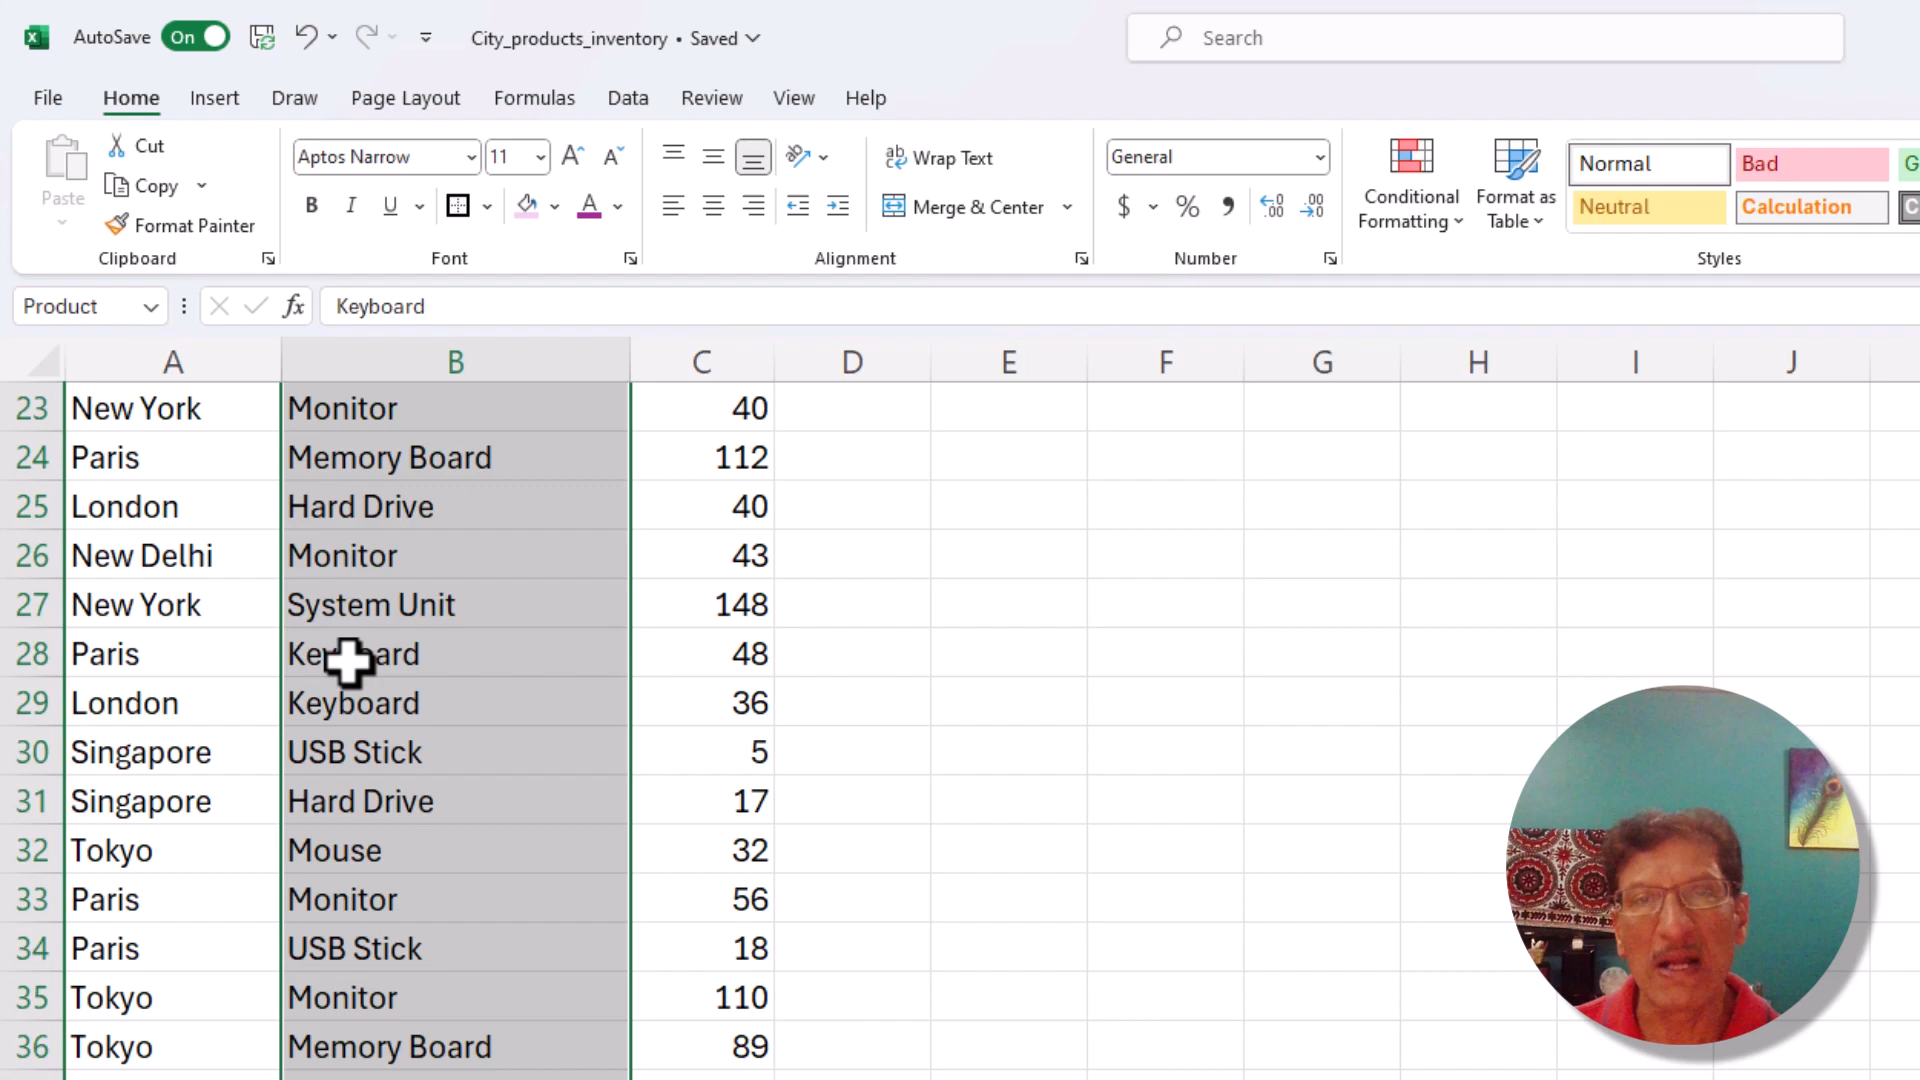 AutoSave On City_products_inventory • Saved Search
File Home Insert Draw Page Layout Formulas Data Review View Help
Paste Cut Copy Format Painter
Clipboard
Aptos Narrow 11
B I U A
Font
ab Wrap Text
Merge & Center
Alignment
General
$ % 9 .00 .00
Number
Conditional Formatting
Format as Table
Normal Bad G
Neutral Calculation C
Styles
Product fx Keyboard
A B C D E F G H I J
23 New York Monitor 40
24 Paris Memory Board 112
25 London Hard Drive 40
26 New Delhi Monitor 43
27 New York System Unit 148
28 Paris Keyboard 48
29 London Keyboard 36
30 Singapore USB Stick 5
31 Singapore Hard Drive 17
32 Tokyo Mouse 32
33 Paris Monitor 56
34 Paris USB Stick 18
35 Tokyo Monitor 110
36 Tokyo Memory Board 89